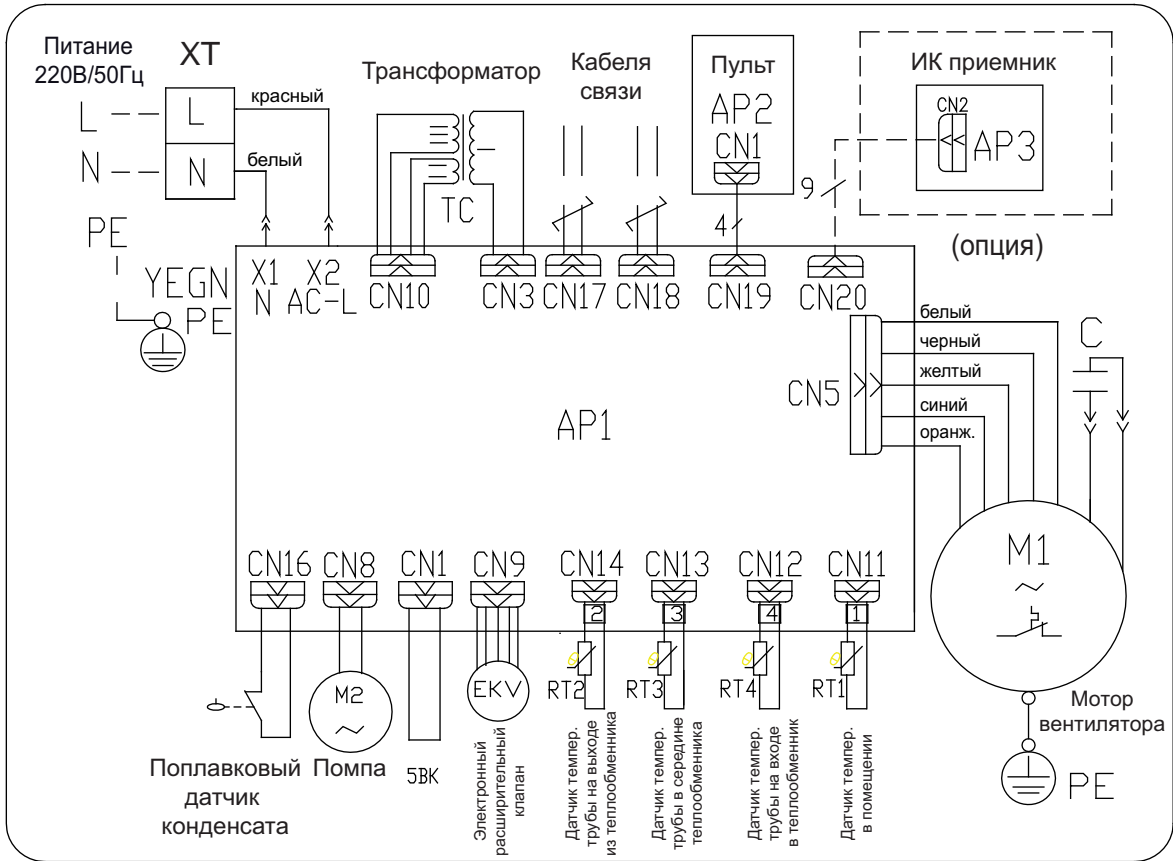 Питание
220В/50Гц
XT
L
N
PE
L
N
красный
белый
Трансформатор
TC
Кабеля
связи
Пульт
AP2
CN1
4
ИК приемник
CN2
AP3
9
(опция)
YEGN
PE
X1
N
X2
AC-L
CN10
CN3
CN17
CN18
CN19
CN20
CN5
белый
черный
желтый
синий
оранж.
C
AP1
M1
~
Мотор
вентилятора
PE
CN16
CN8
CN1
CN9
CN14
CN13
CN12
CN11
2
3
4
1
M2
~
EKV
RT2
RT3
RT4
RT1
Поплавковый
датчик
конденсата
Помпа
5BK
Электронный
расширительный
клапан
Датчик темпер.
трубы на выходе
из теплообменника
Датчик темпер.
трубы в середине
теплообменника
Датчик темпер.
трубы на входе
в теплообменник
Датчик темпер.
в помещении